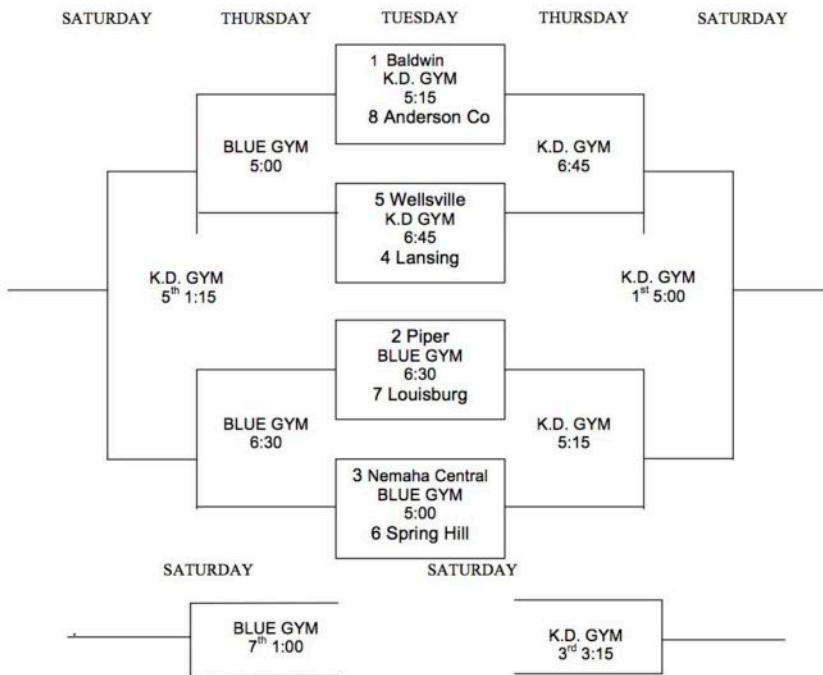 SATURDAY THURSDAY TUESDAY THURSDAY SATURDAY
1 Baldwin
K.D. GYM
5:15
8 Anderson Co
BLUE GYM
5:00
K.D. GYM
6:45
5 Wellsville
K.D GYM
6:45
4 Lansing
K.D. GYM
5th 1:15
K.D. GYM
1st 5:00
2 Piper
BLUE GYM
6:30
7 Louisburg
BLUE GYM
6:30
K.D. GYM
5:15
3 Nemaha Central
BLUE GYM
5:00
6 Spring Hill
SATURDAY SATURDAY
BLUE GYM
7th 1:00
K.D. GYM
3rd 3:15